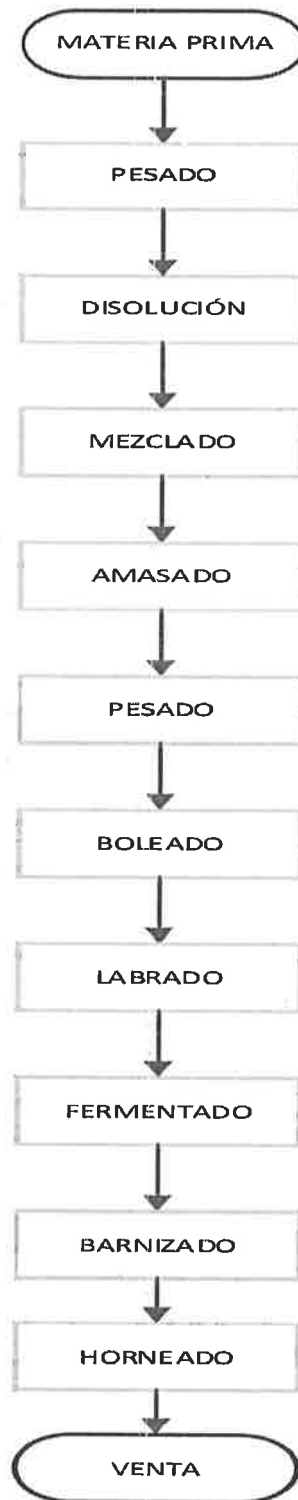 MATERIA PRIMA
PESADO
DISOLUCIÓN
MEZCLADO
AMASADO
PESADO
BOLEADO
LABRADO
FERMENTADO
BARNIZADO
HORNEADO
VENTA